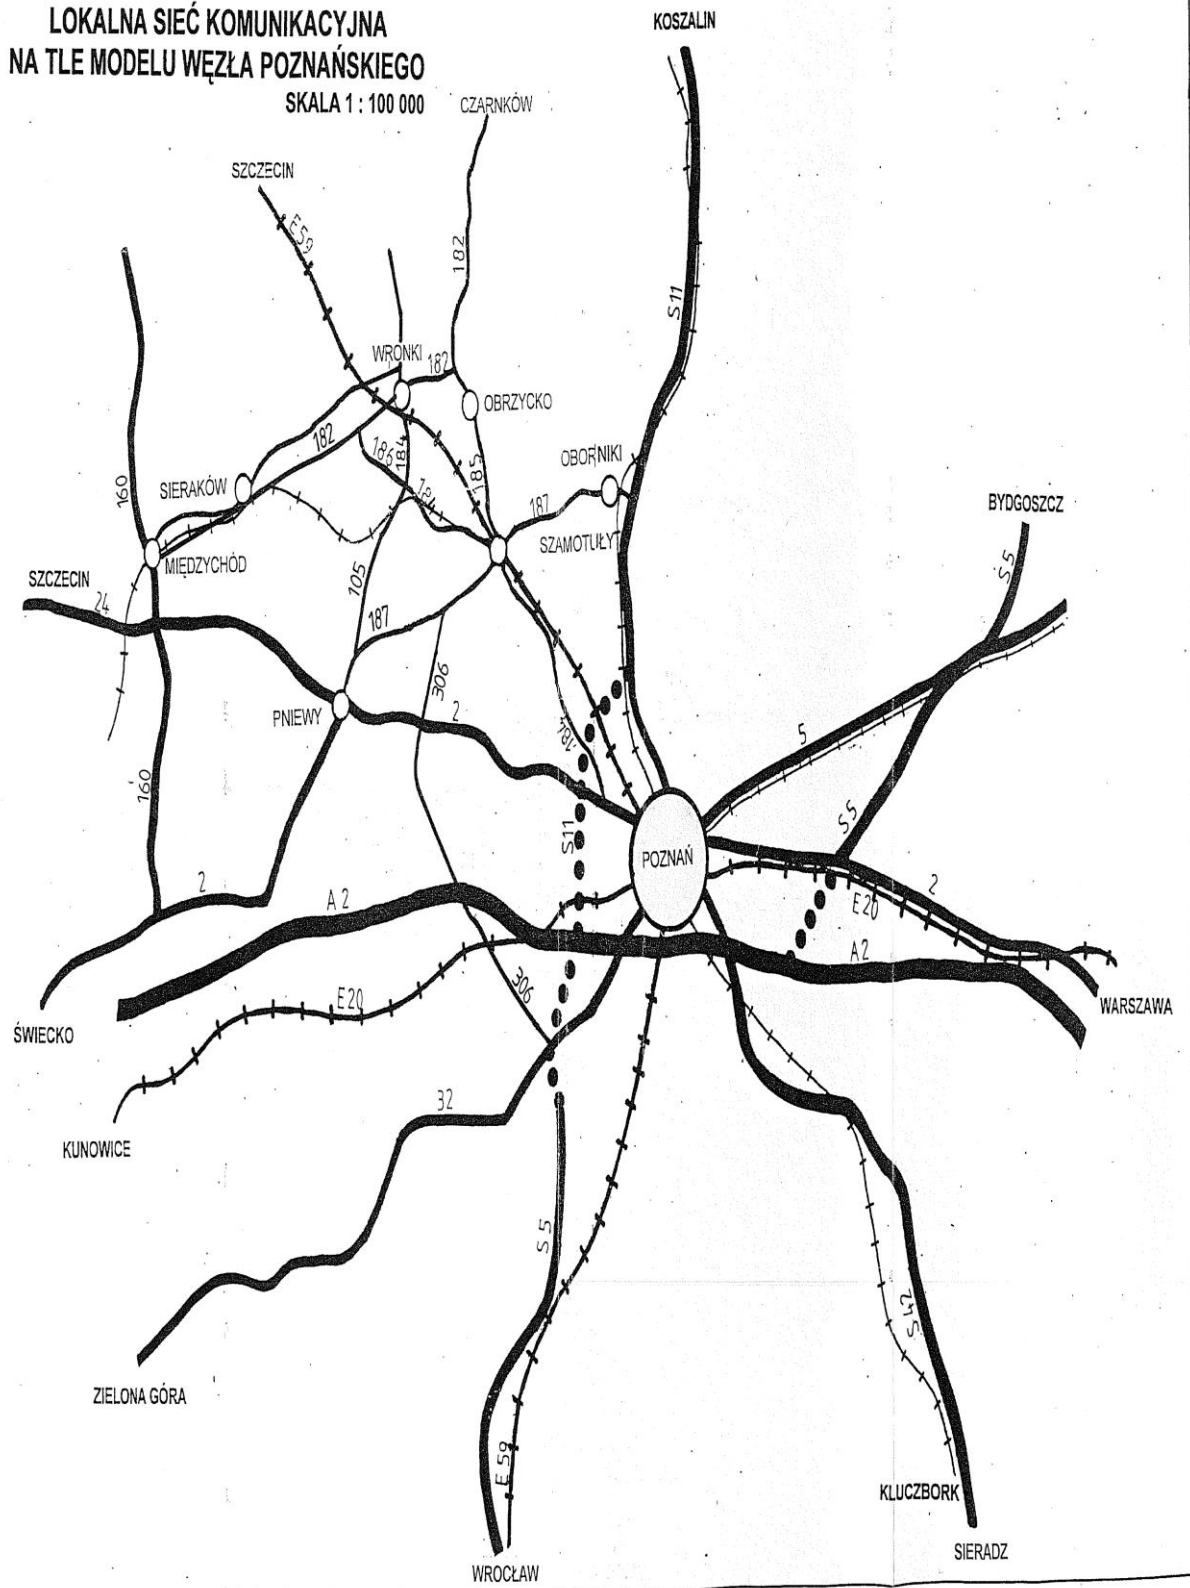 LOKALNA SIEĆ KOMUNIKACYJNA
NA TLE MODELU WĘZŁA POZNAŃSKIEGO
SKALA 1 : 100 000
KOSZALIN
CZARNKÓW
SZCZECIN
E59
182
S11
WRONKI
182
OBRZYCKO
182
186
184
185
OBORNIKI
160
SIERAKÓW
184
187
BYDGOSZCZ
SZAMOTUŁY
MIĘDZYCHÓD
S5
SZCZECIN
24
105
187
306
PNIEWY
2
184
5
160
S11
S5
POZNAŃ
2
A2
2
E20
A2
306
E20
WARSZAWA
ŚWIECKO
32
KUNOWICE
S5
S42
ZIELONA GÓRA
E59
KLUCZBORK
SIERADZ
WROCŁAW